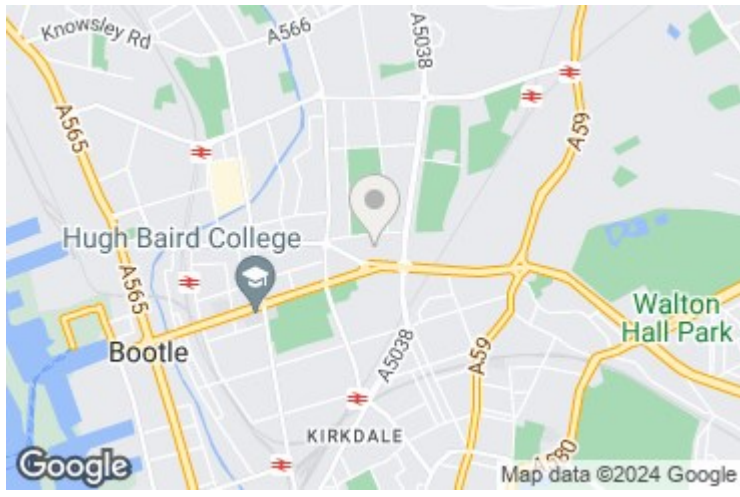 Knowsley Rd
A566
A5038
A59
A565
Hugh Baird College
A565
Walton
Hall Park
Bootle
A5038
A59
KIRKDALE
A580
Google
Map data ©2024 Google